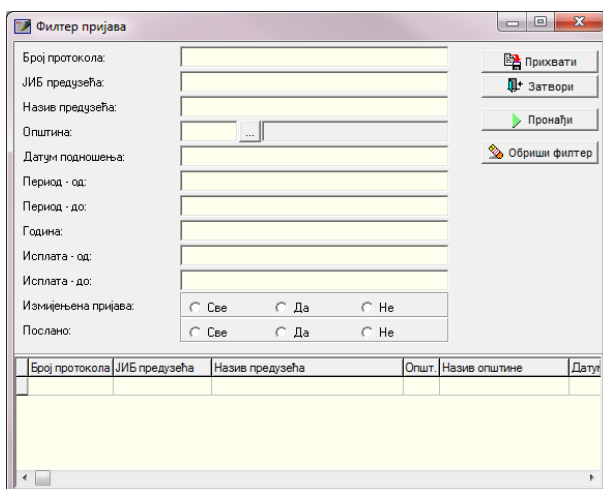 Филтер пријава
Број протокола:
ЈИБ предузећа:
Назив предузећа:
Општина:
...
Датум подношења:
Период - од:
Период - до:
Година:
Исплата - од:
Исплата - до:
Измијењена пријава:
Све Да Не
Послано:
Све Да Не
Прихвати
Затвори
Пронађи
Обриши филтер
Број протокола ЈИБ предузећа Назив предузећа Општ. Назив општине Датум